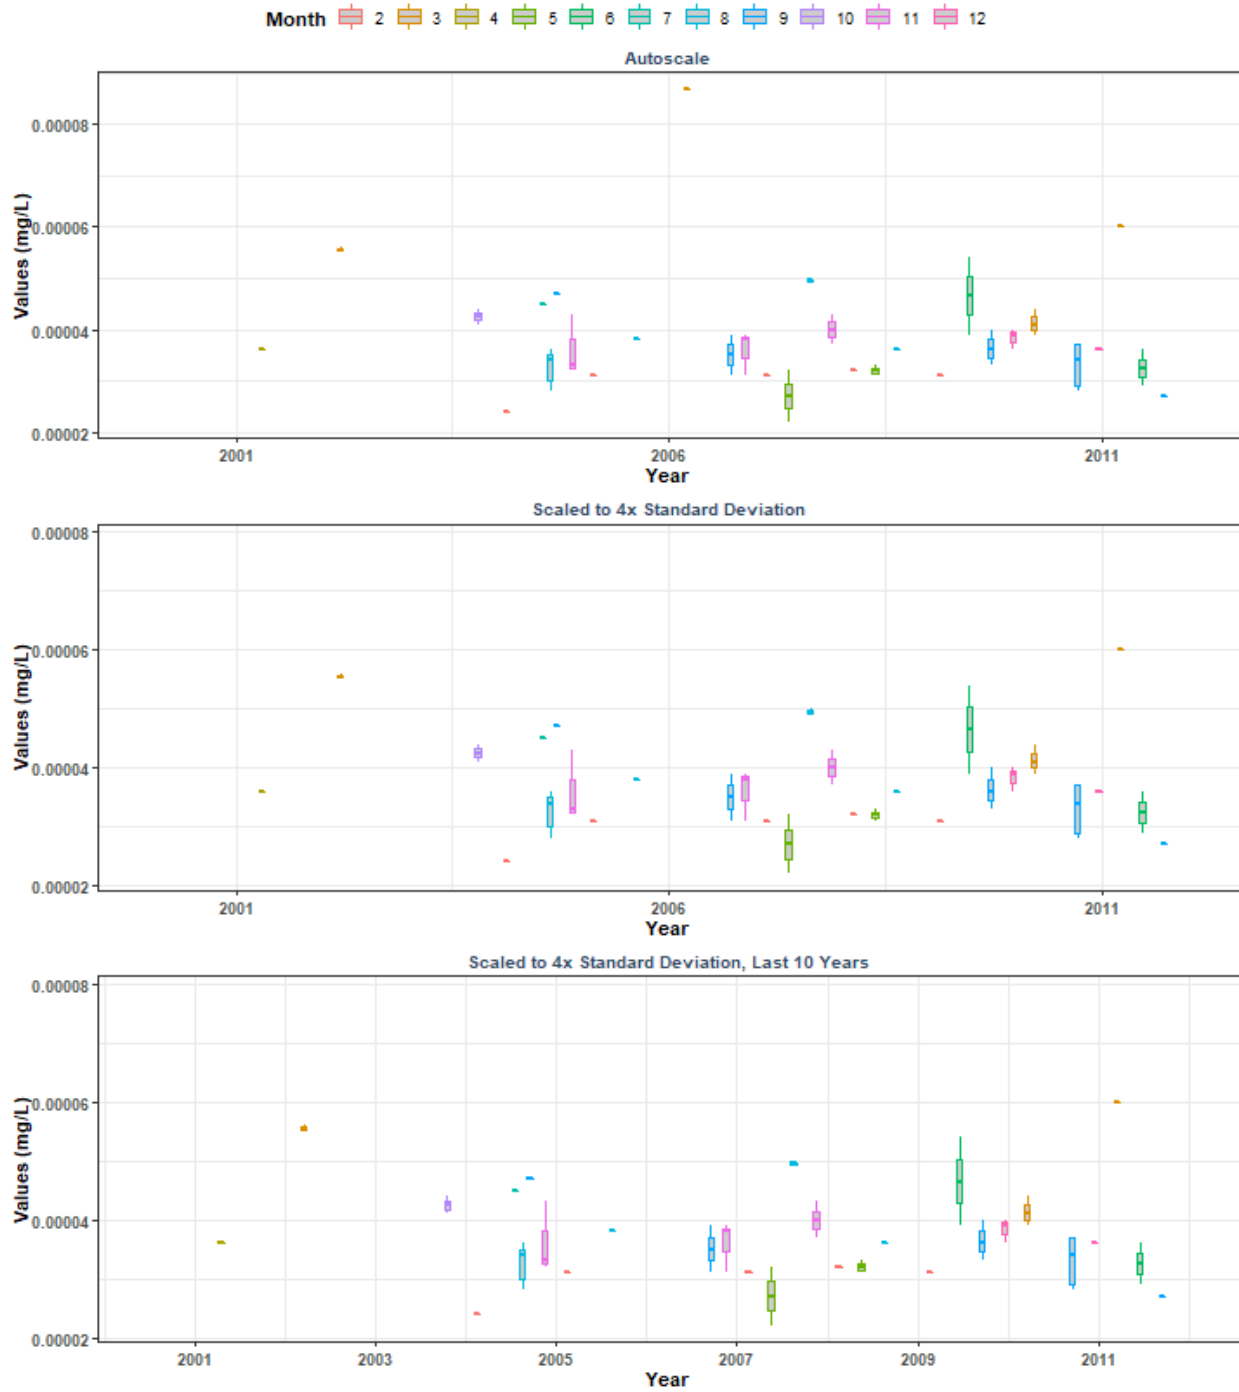 Month 2 3 4 5 6 7 8 9 10 11 12
Autoscale
Values (mg/L)
0.00008
0.00006
0.00004
0.00002
2001 2006 2011
Year
Scaled to 4x Standard Deviation
Values (mg/L)
0.00008
0.00006
0.00004
0.00002
2001 2006 2011
Year
Scaled to 4x Standard Deviation, Last 10 Years
Values (mg/L)
0.00008
0.00006
0.00004
0.00002
2001 2003 2005 2007 2009 2011
Year